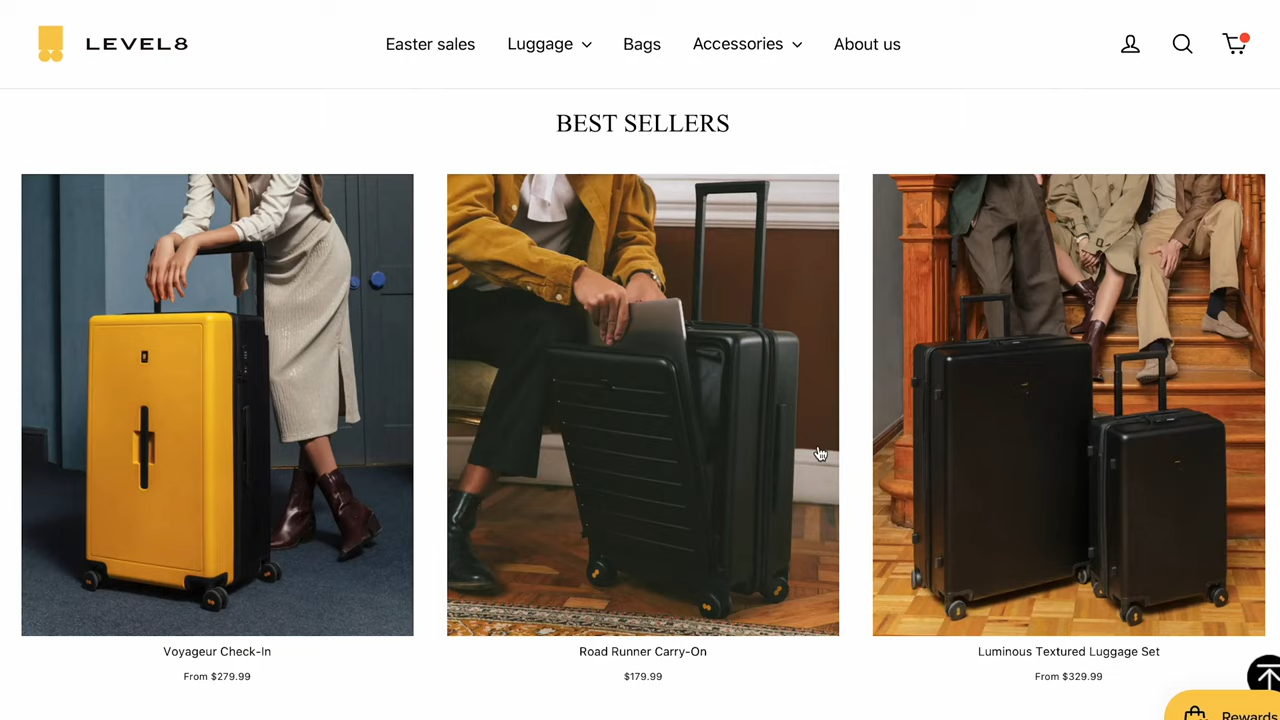 LEVEL8
Easter sales
Luggage
Bags
Accessories
About us
BEST SELLERS
Voyageur Check-In
From $279.99
Road Runner Carry-On
$179.99
Luminous Textured Luggage Set
From $329.99
Rewards